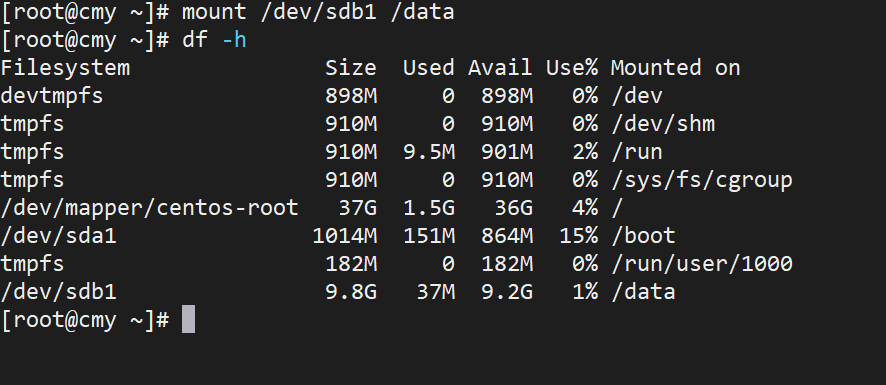 [root@cmy ~]# mount /dev/sdb1 /data
[root@cmy ~]# df -h
Filesystem               Size  Used Avail Use% Mounted on
devtmpfs                 898M     0  898M   0% /dev
tmpfs                    910M     0  910M   0% /dev/shm
tmpfs                    910M  9.5M  901M   2% /run
tmpfs                    910M     0  910M   0% /sys/fs/cgroup
/dev/mapper/centos-root   37G  1.5G   36G   4% /
/dev/sda1               1014M  151M  864M  15% /boot
tmpfs                    182M     0  182M   0% /run/user/1000
/dev/sdb1                9.8G   37M  9.2G   1% /data
[root@cmy ~]#